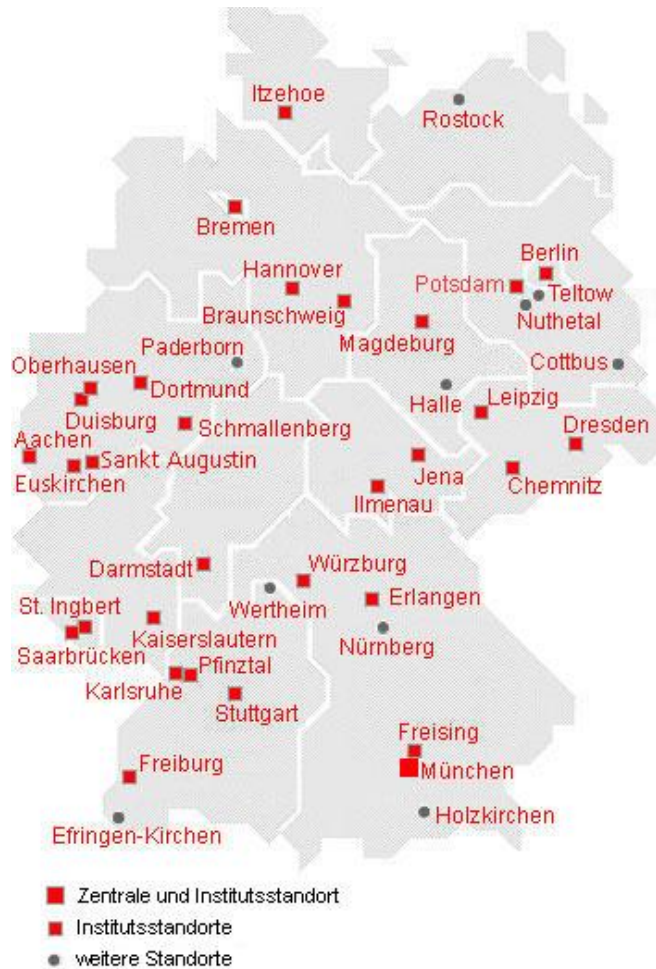 Itzehoe
Rostock
Bremen
Berlin
Hannover
Potsdam
Teltow
Braunschweig
Nuthetal
Magdeburg
Paderborn
Cottbus
Oberhausen
Dortmund
Halle
Leipzig
Duisburg
Schmallenberg
Dresden
Aachen
Sankt Augustin
Jena
Euskirchen
Chemnitz
Ilmenau
Würzburg
Darmstadt
Erlangen
St. Ingbert
Wertheim
Kaiserslautern
Nürnberg
Saarbrücken
Pfinztal
Karlsruhe
Stuttgart
Freising
Freiburg
München
Holzkirchen
Efringen-Kirchen
Zentrale und Institutsstandort
Institutsstandorte
weitere Standorte